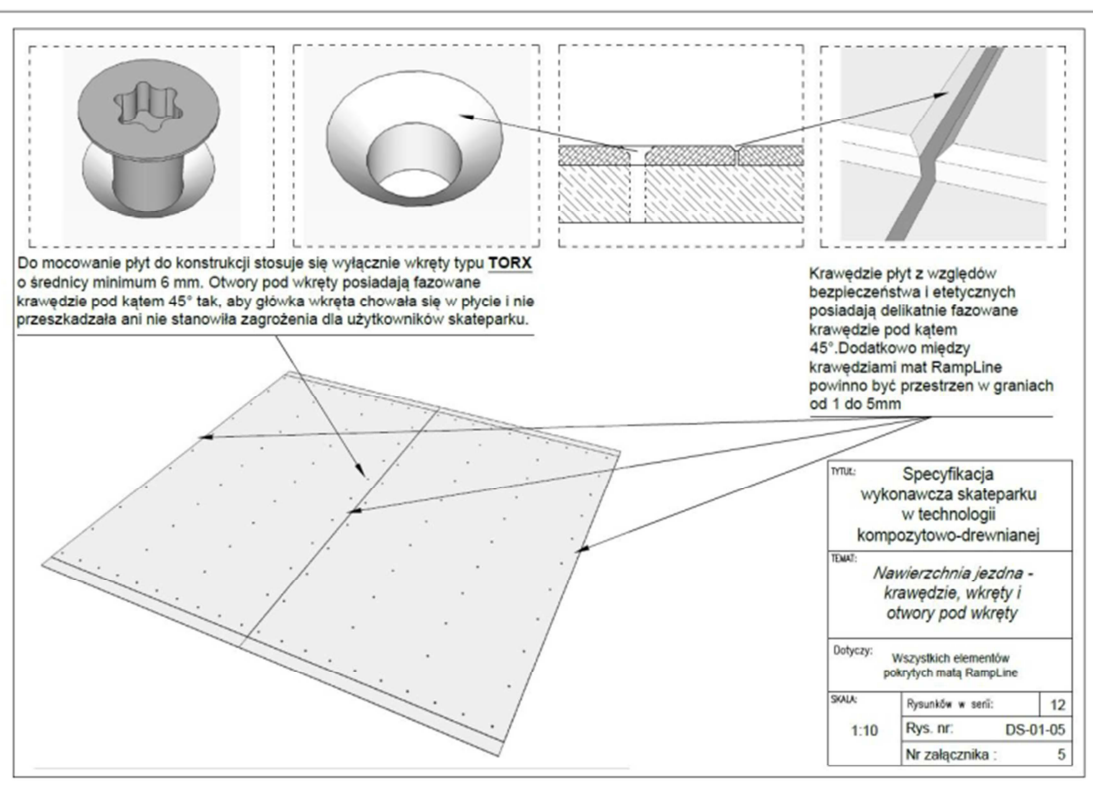 Do mocowanie płyt do konstrukcji stosuje się wyłącznie wkręty typu TORX
o średnicy minimum 6 mm. Otwory pod wkręty posiadają fazowane
krawędzie pod kątem 45° tak, aby główka wkręta chowała się w płycie i nie
przeszkadzała ani nie stanowiła zagrożenia dla użytkowników skateparku.
Krawędzie płyt z względów
bezpieczeństwa i etetycznych
posiadają delikatnie fazowane
krawędzie pod kątem
45°.Dodatkowo między
krawędziami mat RampLine
powinno być przestrzen w graniach
od 1 do 5mm
TYTUŁ:
Specyfikacja
wykonawcza skateparku
w technologii
kompozytowo-drewnianej
TEMAT:
Nawierzchnia jezdna -
krawędzie, wkręty i
otwory pod wkręty
Dotyczy:
Wszystkich elementów
pokrytych matą RampLine
SKALA:
1:10
Rysunków w serii: 12
Rys. nr: DS-01-05
Nr załącznika : 5